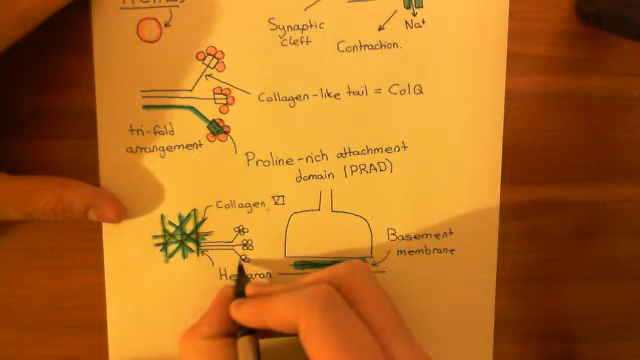 Synaptic
cleft
Contraction.
Na+
Collagen-like tail = ColQ
tri-fold
arrangement
Proline-rich attachment
domain (PRAD)
Collagen VI
Basement
membrane